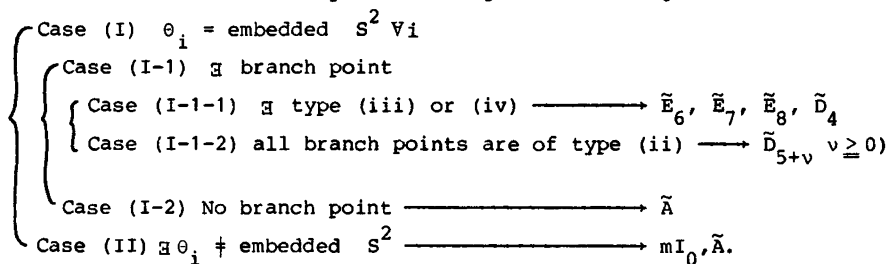 Case (I) θ_i = embedded S^2 ∀i
Case (I-1) ∃ branch point
Case (I-1-1) ∃ type (iii) or (iv) ⟶ Ẽ_6, Ẽ_7, Ẽ_8, D̃_4
Case (I-1-2) all branch points are of type (ii) ⟶ D̃_{5+ν} ν ≧ 0)
Case (I-2) No branch point ⟶ Ã
Case (II) ∃ θ_i ≠ embedded S^2 ⟶ mI_0, Ã.